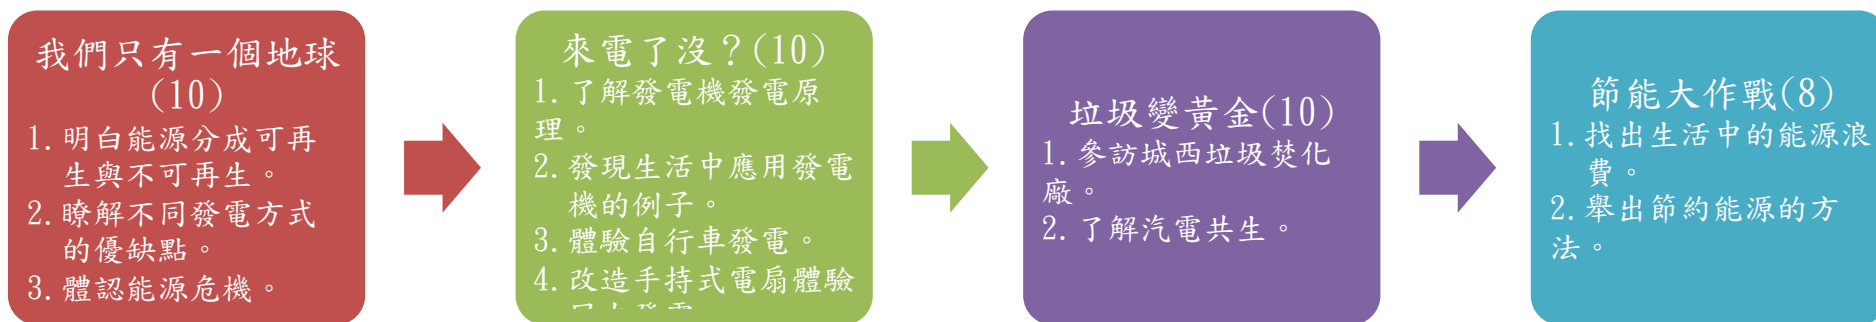 我們只有一個地球
(10)
1.明白能源分成可再
生與不可再生。
2.瞭解不同發電方式
的優缺點。
3.體認能源危機。
來電了沒？(10)
1.了解發電機發電原
理。
2.發現生活中應用發電
機的例子。
3.體驗自行車發電。
4.改造手持式電扇體驗
垃圾變黃金(10)
1.參訪城西垃圾焚化
廠。
2.了解汽電共生。
節能大作戰(8)
1.找出生活中的能源浪
費。
2.舉出節約能源的方
法。